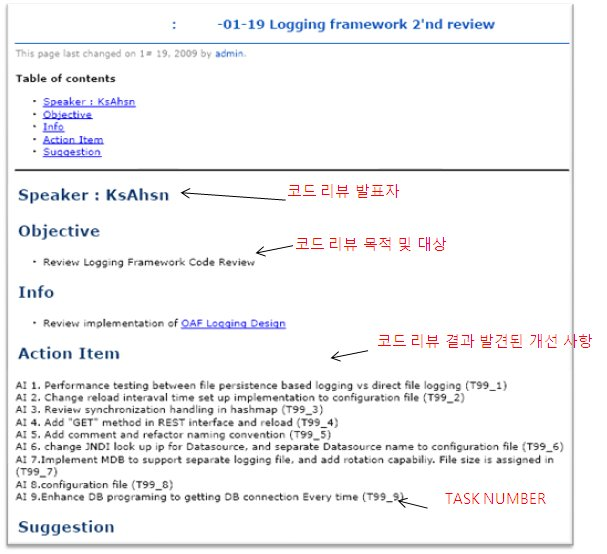 : -01-19 Logging framework 2'nd review
This page last changed on 1# 19, 2009 by admin.
Table of contents
• Speaker : KsAhsn
• Objective
• Info
• Action Item
• Suggestion
Speaker : KsAhsn
코드 리뷰 발표자
Objective
코드 리뷰 목적 및 대상
• Review Logging Framework Code Review
Info
• Review implementation of OAF Logging Design
코드 리뷰 결과 발견된 개선 사항
Action Item
AI 1. Performance testing between file persistence based logging vs direct file logging (T99_1)
AI 2. Change reload interaval time set up implementation to configuration file (T99_2)
AI 3. Review synchronization handling in hashmap (T99_3)
AI 4. Add "GET" method in REST interface and reload (T99_4)
AI 5. Add comment and refactor naming convention (T99_5)
AI 6. change JNDI look up ip for Datasource, and separate Datasource name to configuration file (T99_6)
AI 7.Implement MDB to support separate logging file, and add rotation capabiliy. File size is assigned in
(T99_7)
AI 8.configuration file (T99_8)
AI 9.Enhance DB programing to getting DB connection Every time (T99_9)
TASK NUMBER
Suggestion